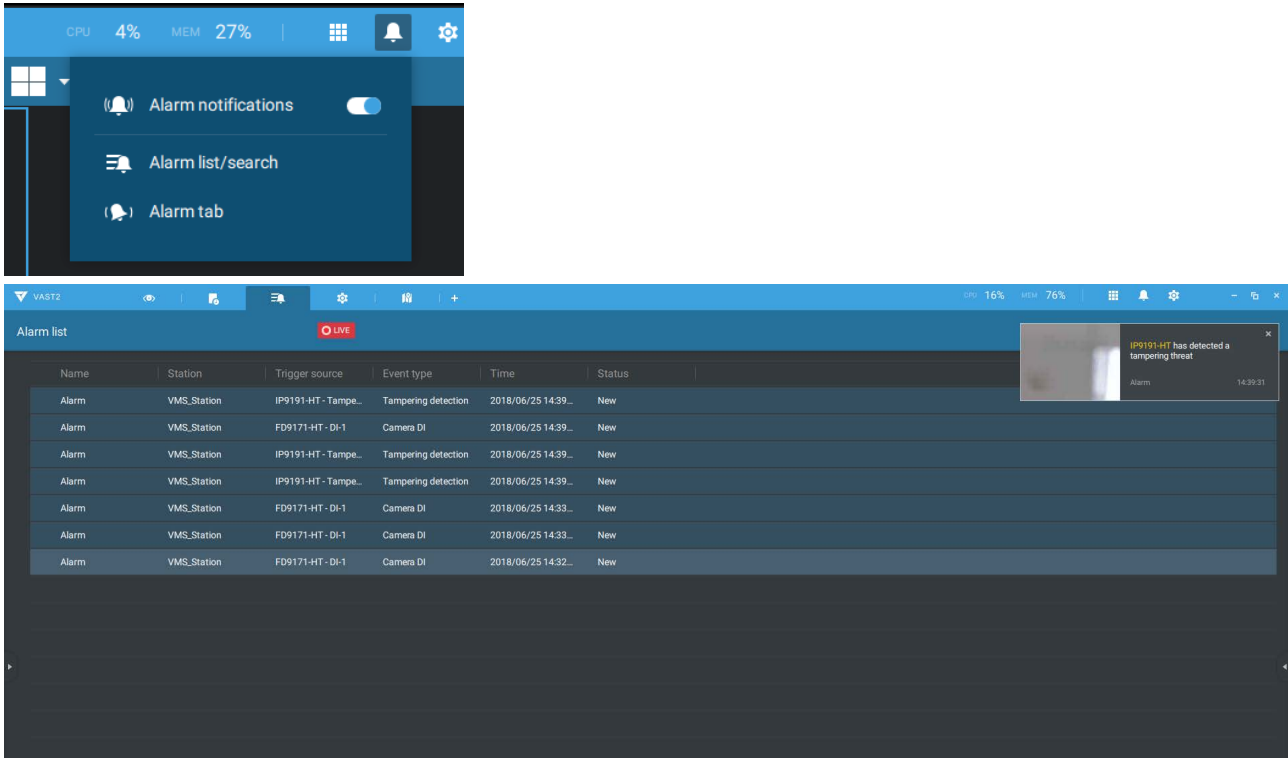 CPU 4% MEM 27%
Alarm notifications
Alarm list/search
Alarm tab
VAST2 CPU 16% MEM 76%
Alarm list LIVE
IP9191-HT has detected a
tampering threat
Alarm 14:39:31
Name Station Trigger source Event type Time Status
Alarm VMS_Station IP9191-HT - Tampe... Tampering detection 2018/06/25 14:39... New
Alarm VMS_Station FD9171-HT - DI-1 Camera DI 2018/06/25 14:39... New
Alarm VMS_Station IP9191-HT - Tampe... Tampering detection 2018/06/25 14:39... New
Alarm VMS_Station IP9191-HT - Tampe... Tampering detection 2018/06/25 14:39... New
Alarm VMS_Station FD9171-HT - DI-1 Camera DI 2018/06/25 14:33... New
Alarm VMS_Station FD9171-HT - DI-1 Camera DI 2018/06/25 14:33... New
Alarm VMS_Station FD9171-HT - DI-1 Camera DI 2018/06/25 14:32... New